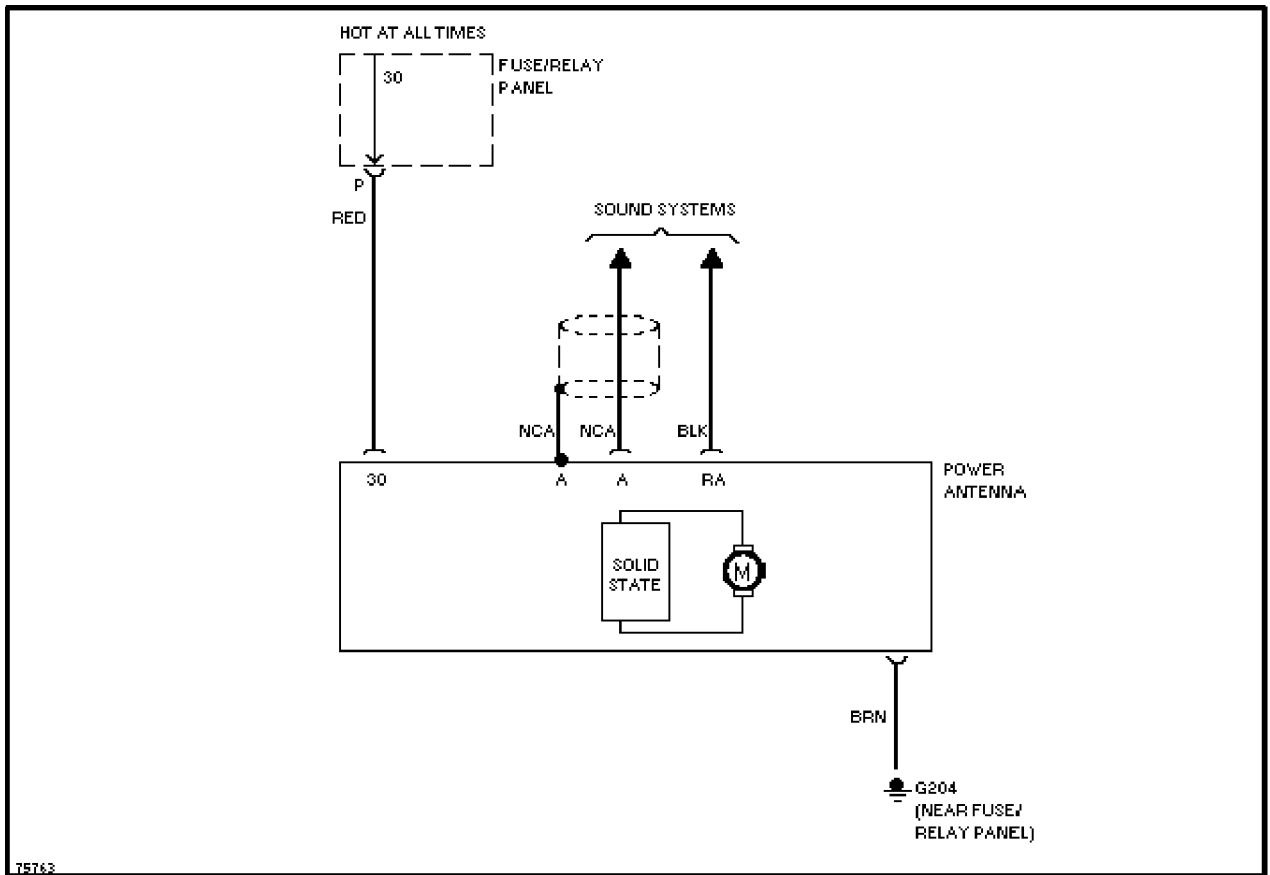 HOT AT ALL TIMES
30
FUSE/RELAY
PANEL
P
RED
SOUND SYSTEMS
NCA
NCA
BLK
30
A
A
RA
POWER
ANTENNA
SOLID
STATE
M
BRN
G204
(NEAR FUSE/
RELAY PANEL)
75763